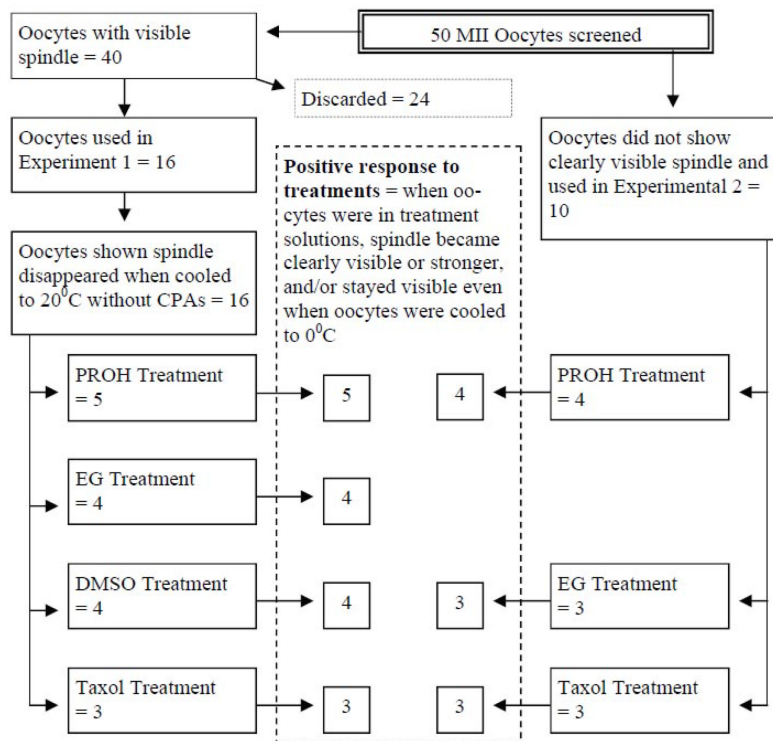 Oocytes with visible
spindle = 40
50 MII Oocytes screened
Discarded = 24
Oocytes used in
Experiment 1 = 16
Oocytes did not show
clearly visible spindle and
used in Experimental 2 =
10
Positive response to
treatments = when oo-
cytes were in treatment
solutions, spindle became
clearly visible or stronger,
and/or stayed visible even
when oocytes were cooled
to 0⁰C
Oocytes shown spindle
disappeared when cooled
to 20⁰C without CPAs = 16
PROH Treatment
= 5
5
4
PROH Treatment
= 4
EG Treatment
= 4
4
DMSO Treatment
= 4
4
3
EG Treatment
= 3
Taxol Treatment
= 3
3
3
Taxol Treatment
= 3